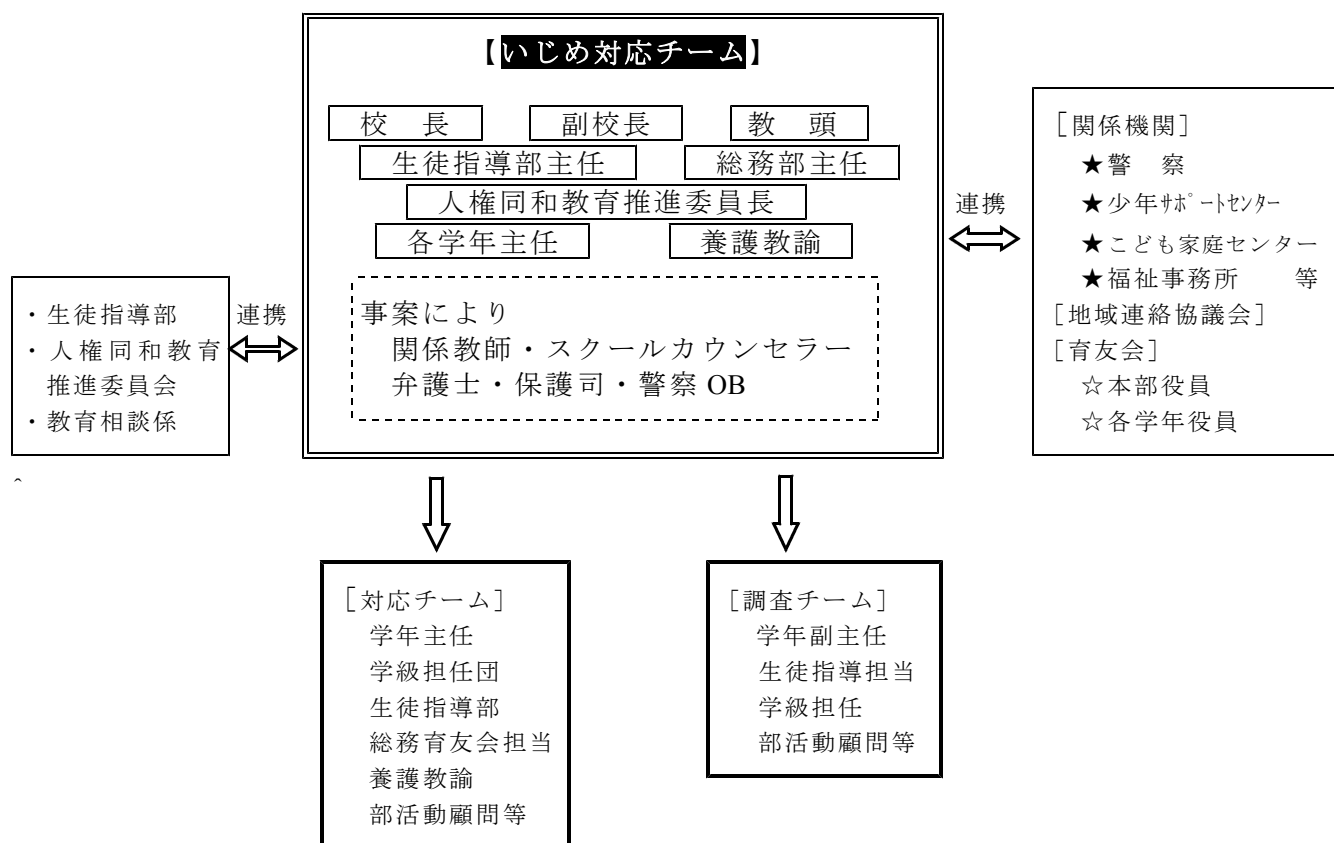 【いじめ対応チーム】
校　長　副校長　教　頭
生徒指導部主任　総務部主任
人権同和教育推進委員長
各学年主任　養護教諭
事案により
関係教師・スクールカウンセラー
弁護士・保護司・警察 OB
・生徒指導部
・人権同和教育
推進委員会
・教育相談係
連携
連携
［関係機関］
★警　察
★少年ｻﾎﾟｰﾄｾﾝﾀｰ
★こども家庭センター
★福祉事務所　　等
［地域連絡協議会］
［育友会］
☆本部役員
☆各学年役員
^
［対応チーム］
学年主任
学級担任団
生徒指導部
総務育友会担当
養護教諭
部活動顧問等
［調査チーム］
学年副主任
生徒指導担当
学級担任
部活動顧問等